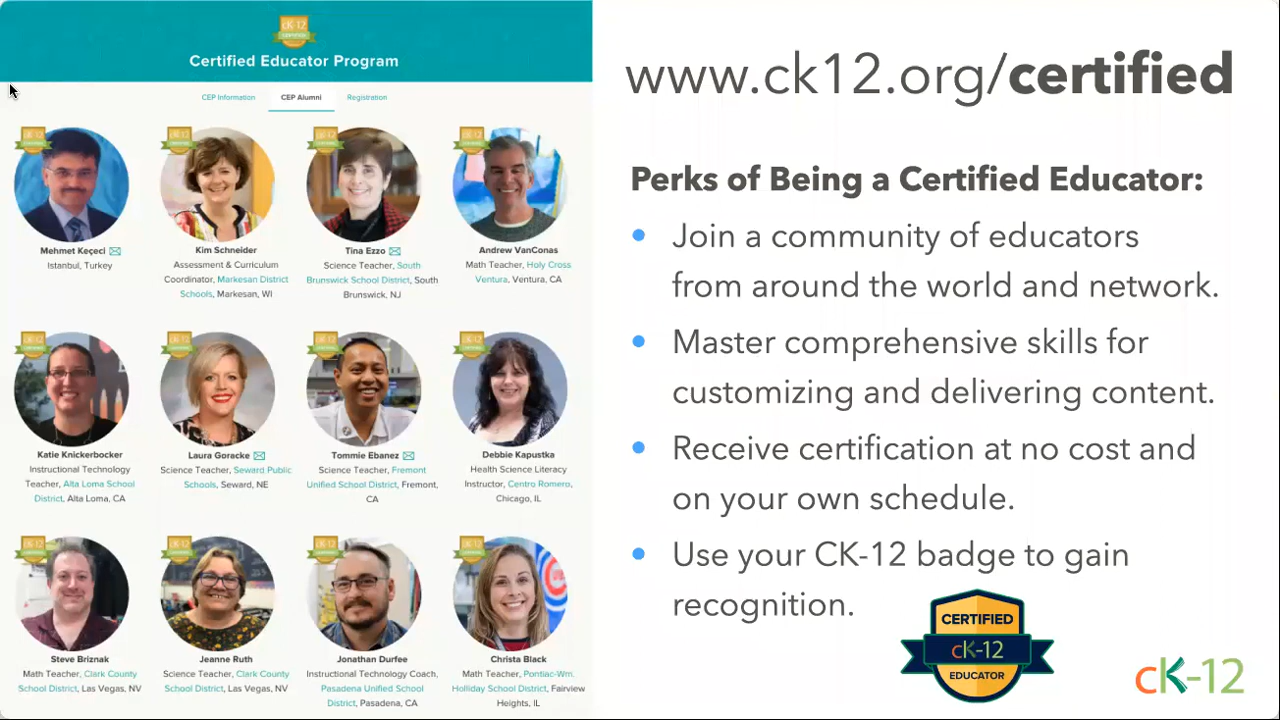 cK-12
CERTIFIED
Certified Educator Program
CEP Information
CEP Alumni
Registration
Mehmet Keçeci
Istanbul, Turkey
Kim Schneider
Assessment & Curriculum
Coordinator, Markesan District
Schools, Markesan, WI
Tina Ezzo
Science Teacher, South
Brunswick School District, South
Brunswick, NJ
Andrew VanConas
Math Teacher, Holy Cross
Ventura, Ventura, CA
Katie Knickerbocker
Instructional Technology
Teacher, Alta Loma School
District, Alta Loma, CA
Laura Goracke
Science Teacher, Seward Public
Schools, Seward, NE
Tommie Ebanez
Science Teacher, Fremont
Unified School District, Fremont,
CA
Debbie Kapustka
Health Science Literacy
Instructor, Centro Romero,
Chicago, IL
Steve Briznak
Math Teacher, Clark County
School District, Las Vegas, NV
Jeanne Ruth
Science Teacher, Clark County
School District, Las Vegas, NV
Jonathan Durfee
Instructional Technology Coach,
Pasadena Unified School
District, Pasadena, CA
Christa Black
Math Teacher, Pontiac-Wm.
Holliday School District, Fairview
Heights, IL
www.ck12.org/certified
Perks of Being a Certified Educator:
• Join a community of educators
from around the world and network.
• Master comprehensive skills for
customizing and delivering content.
• Receive certification at no cost and
on your own schedule.
• Use your CK-12 badge to gain
recognition.
CERTIFIED
cK-12
EDUCATOR
cK-12